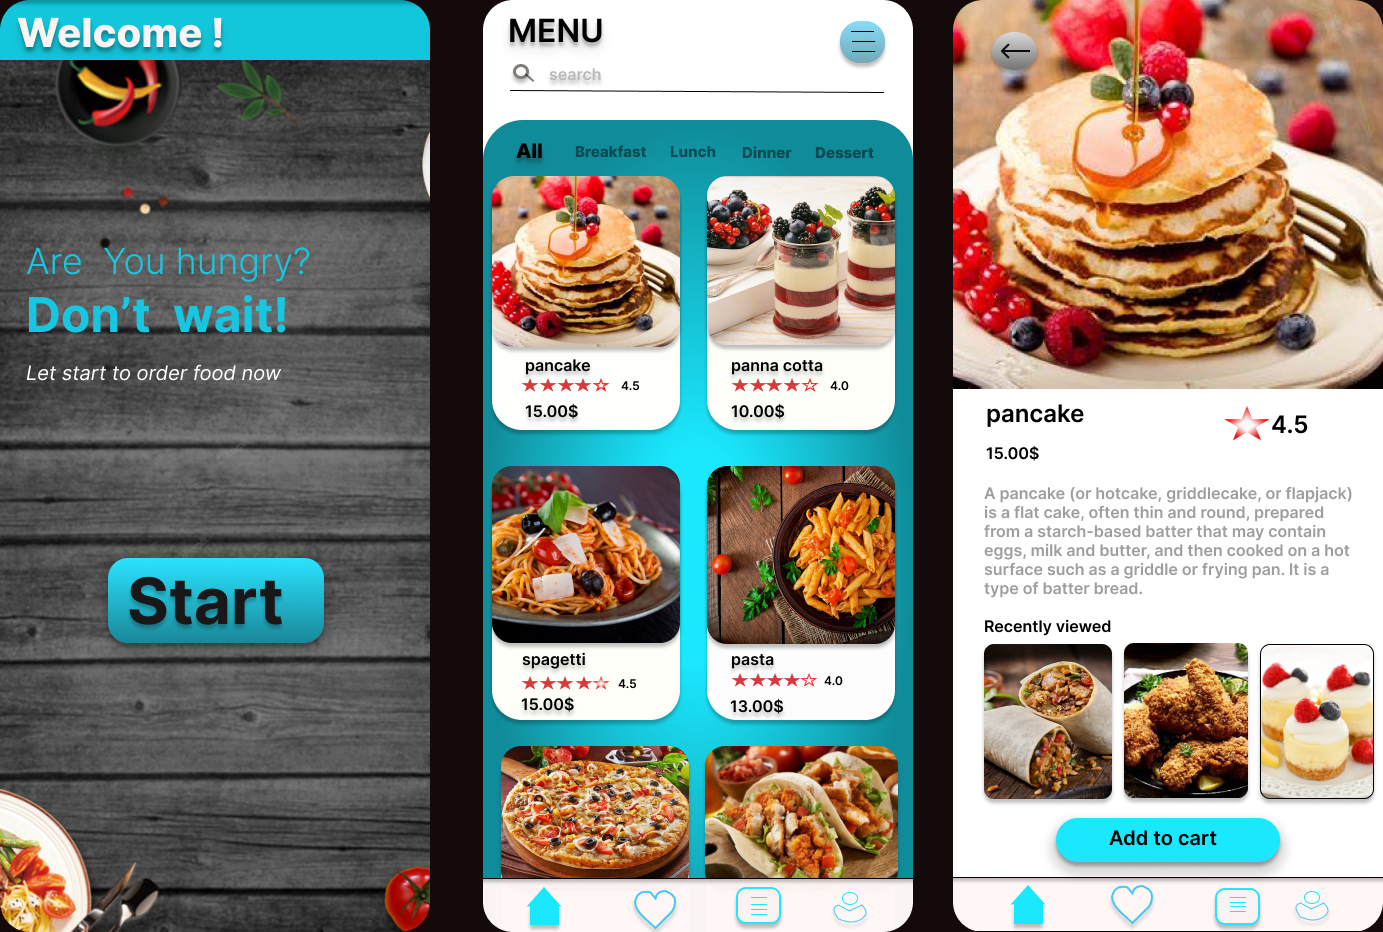 Welcome !
Are You hungry?
Don’t wait!
Let start to order food now
Start
MENU
search
All Breakfast Lunch Dinner Dessert
pancake
4.5
15.00$
panna cotta
4.0
10.00$
spagetti
4.5
15.00$
pasta
4.0
13.00$
pancake
4.5
15.00$
A pancake (or hotcake, griddlecake, or flapjack)
is a flat cake, often thin and round, prepared
from a starch-based batter that may contain
eggs, milk and butter, and then cooked on a hot
surface such as a griddle or frying pan. It is a
type of batter bread.
Recently viewed
Add to cart